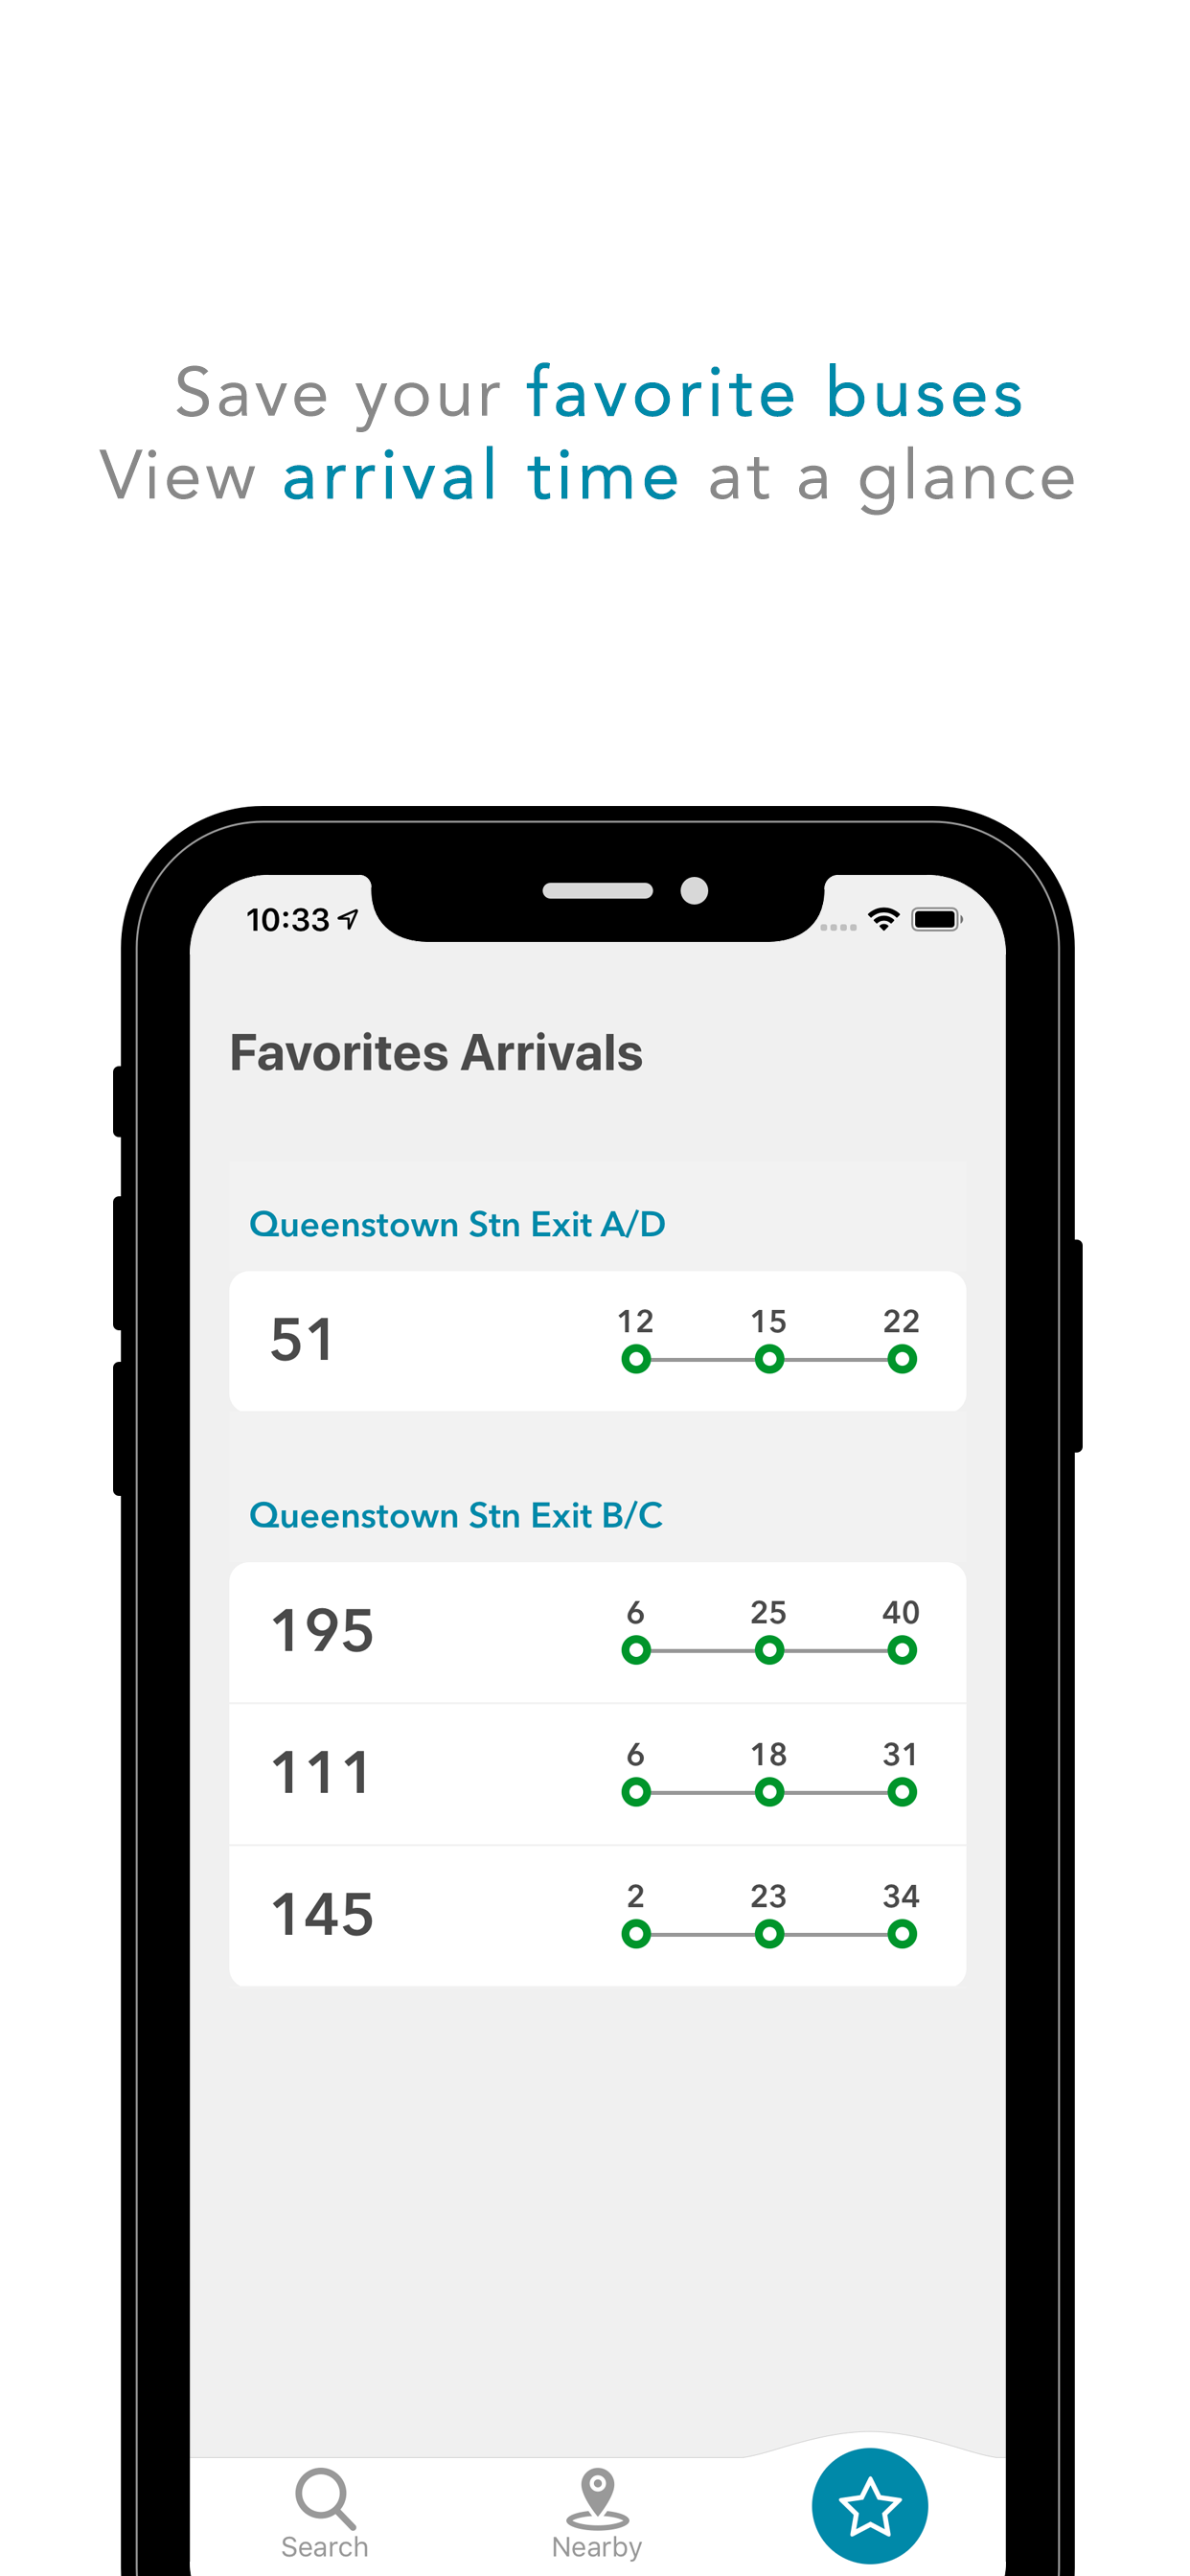 Save your favorite buses
View arrival time at a glance
10:33
Favorites Arrivals
Queenstown Stn Exit A/D
51 12 15 22
Queenstown Stn Exit B/C
195 6 25 40
111 6 18 31
145 2 23 34
Search Nearby